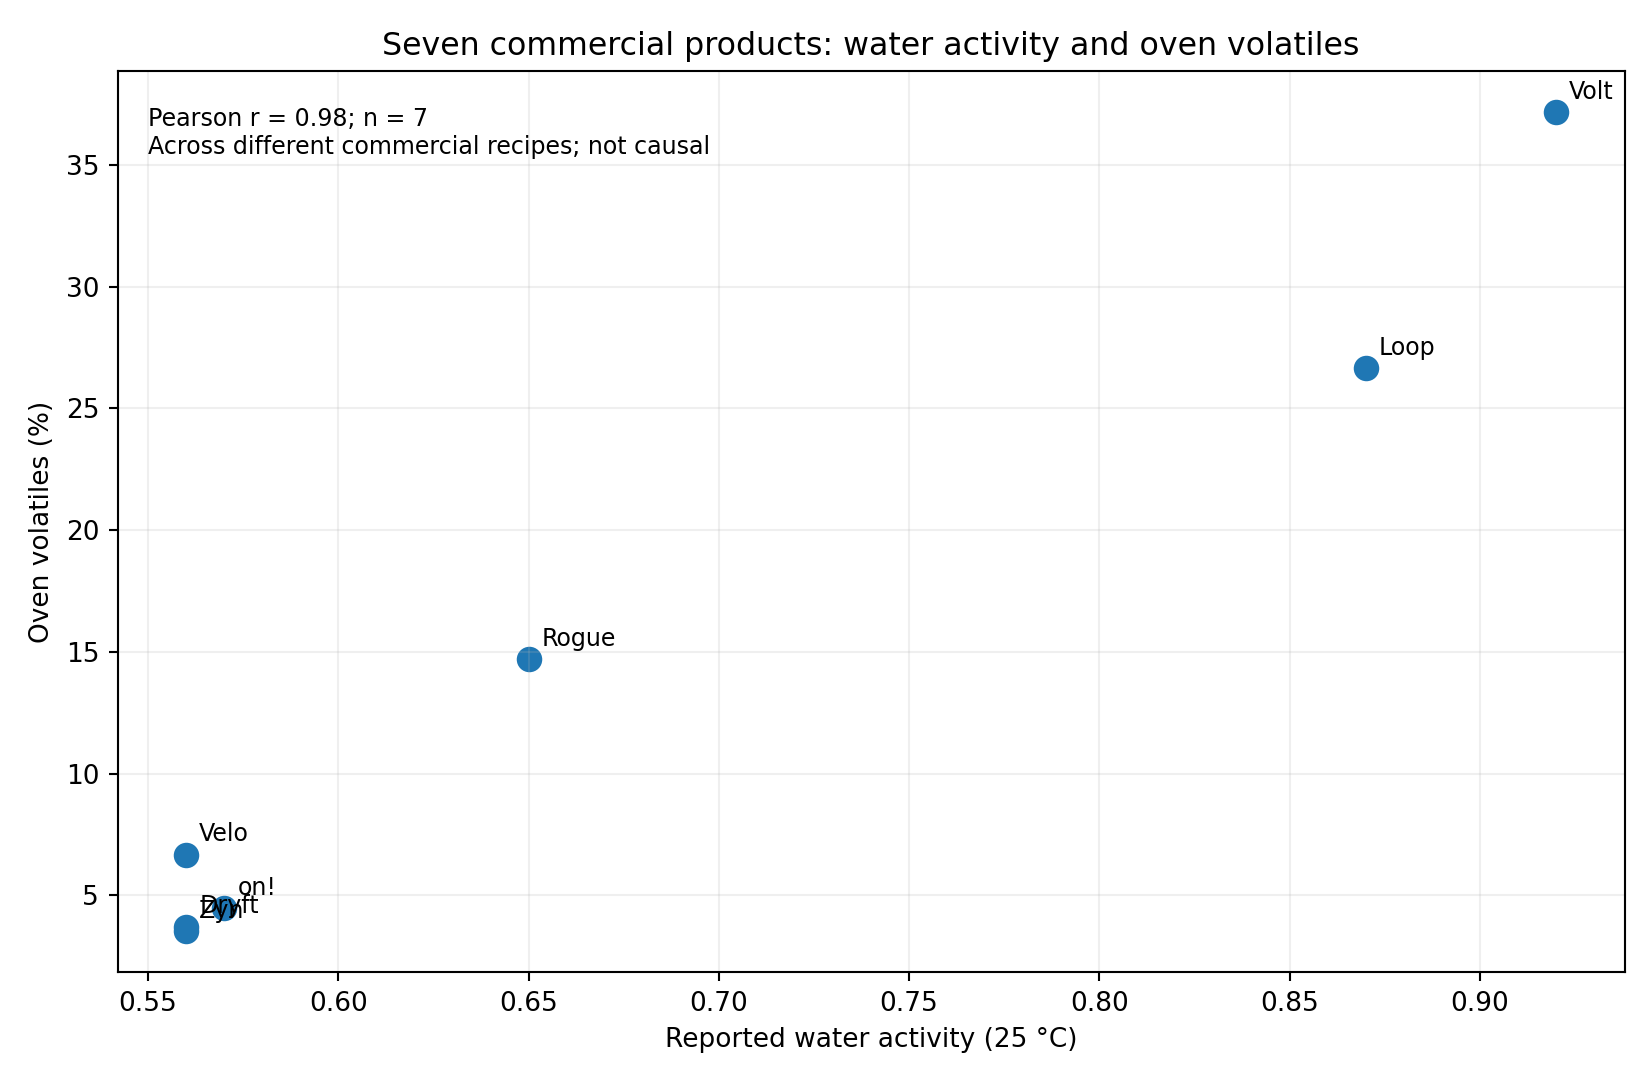 Seven commercial products: water activity and oven volatiles
Pearson r = 0.98; n = 7
Across different commercial recipes; not causal
Volt
Loop
Rogue
Velo
on!
Dryft
Zyn
Oven volatiles (%)
35
30
25
20
15
10
5
0.55
0.60
0.65
0.70
0.75
0.80
0.85
0.90
Reported water activity (25 °C)